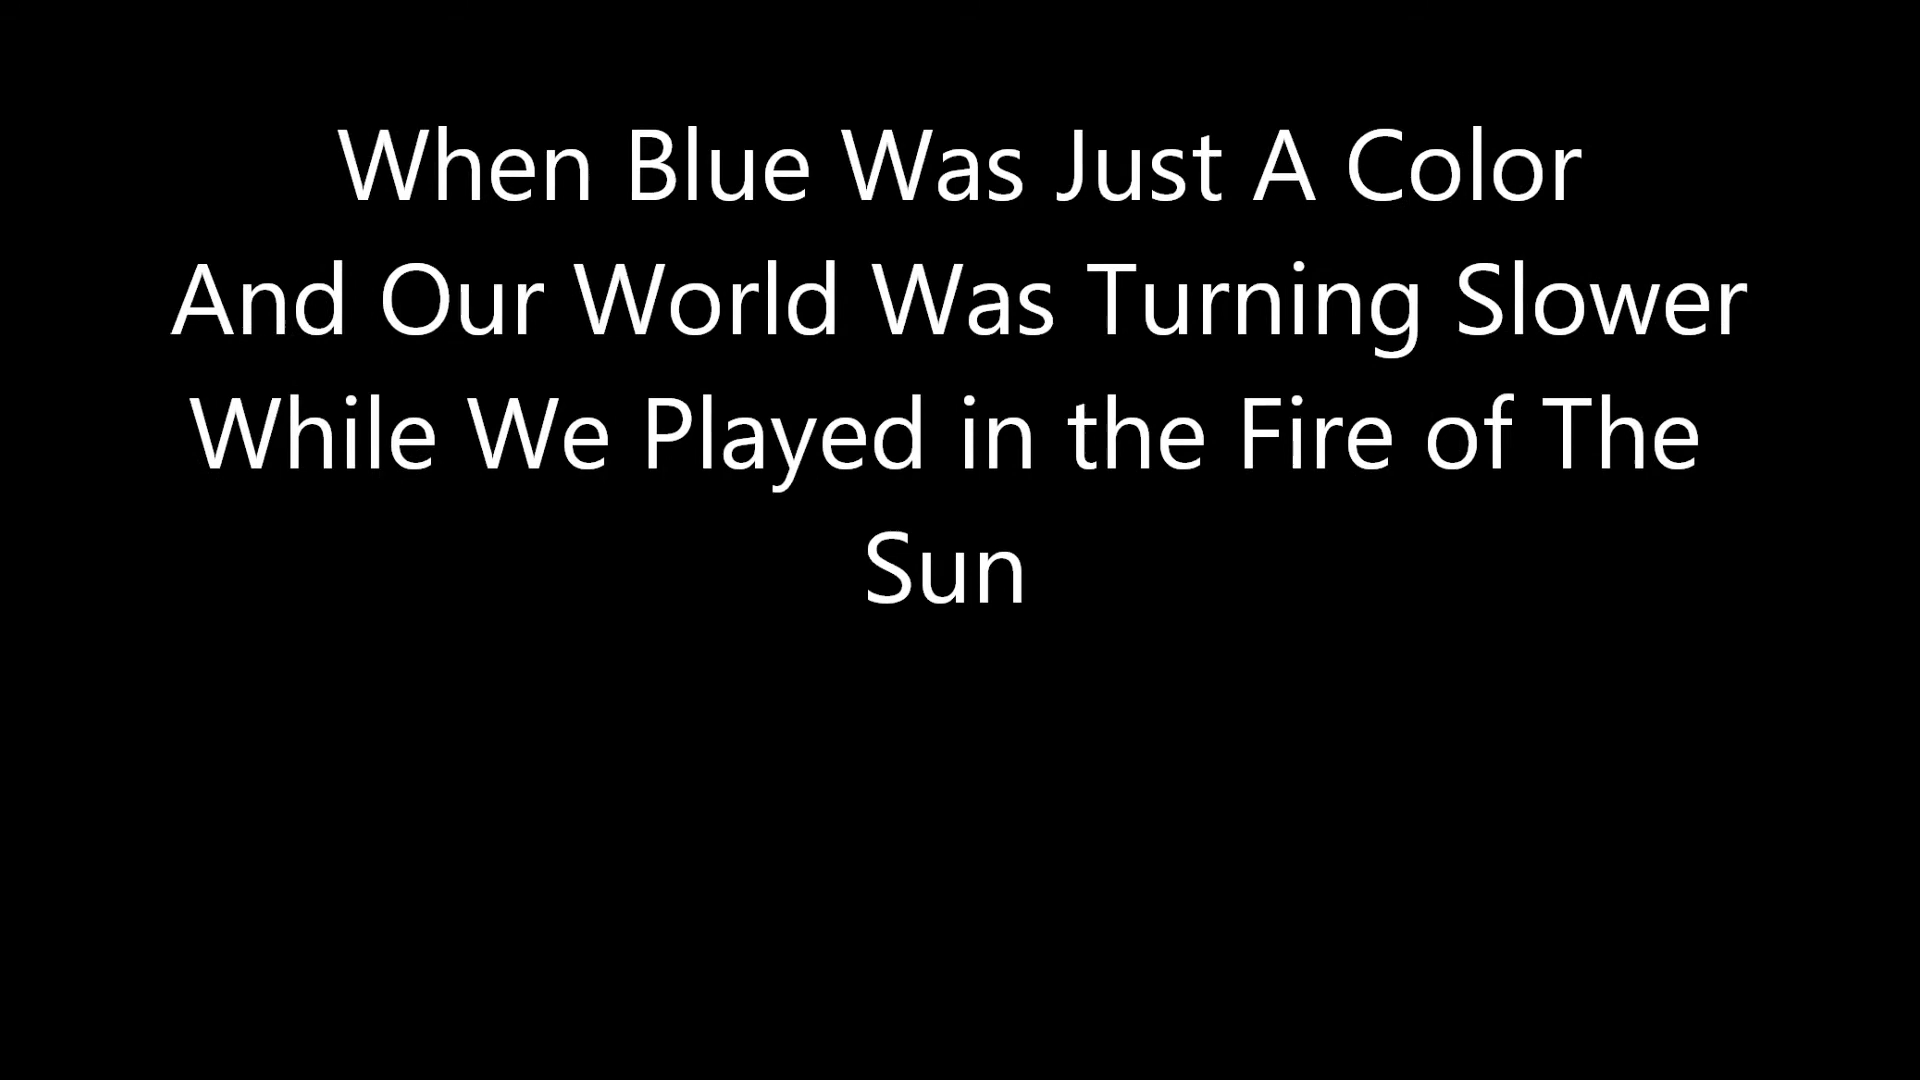 When Blue Was Just A Color
And Our World Was Turning Slower
While We Played in the Fire of The
Sun